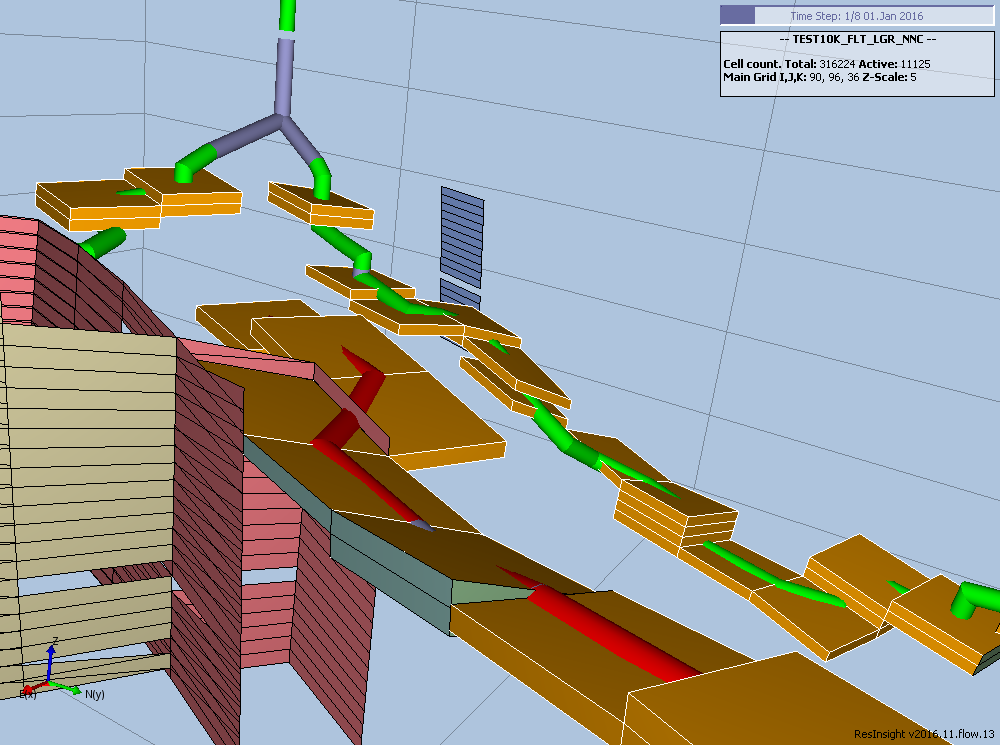 Time Step: 1/8 01.Jan 2016
-- TEST10K_FLT_LGR_NNC --
Cell count. Total: 316224 Active: 11125
Main Grid I,J,K: 90, 96, 36 Z-Scale: 5
Z
E(x)
N(y)
ResInsight v2016.11.flow.13